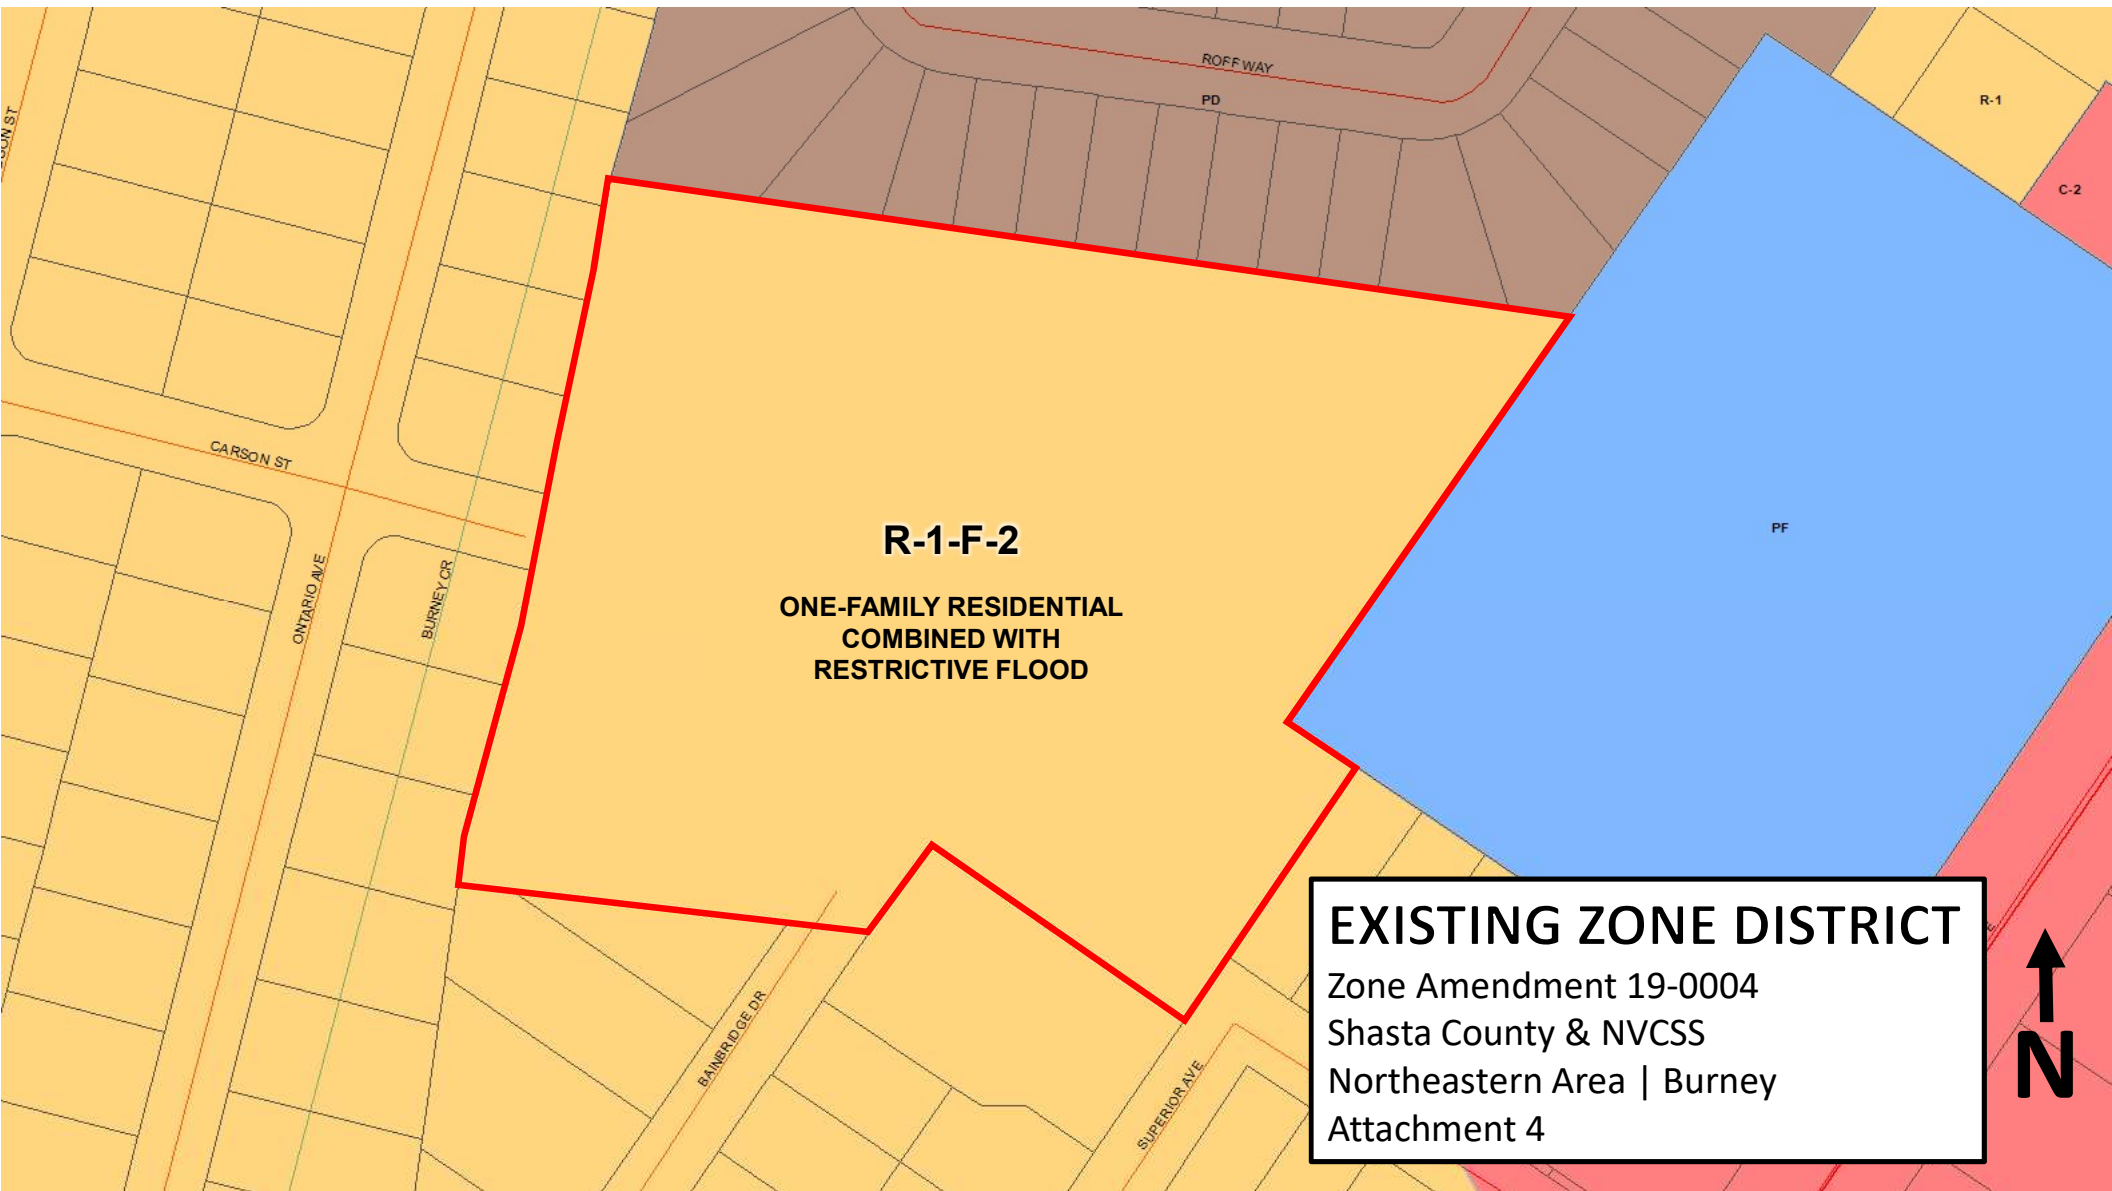 ROFF WAY
PD
R-1
C-2
CARSON ST
R-1-F-2
PF
ONTARIO AVE
BURNEY CR
ONE-FAMILY RESIDENTIAL
COMBINED WITH
RESTRICTIVE FLOOD
EXISTING ZONE DISTRICT
Zone Amendment 19-0004
Shasta County & NVCSS
Northeastern Area | Burney
Attachment 4
N
BAINBRIDGE DR
SUPERIOR AVE